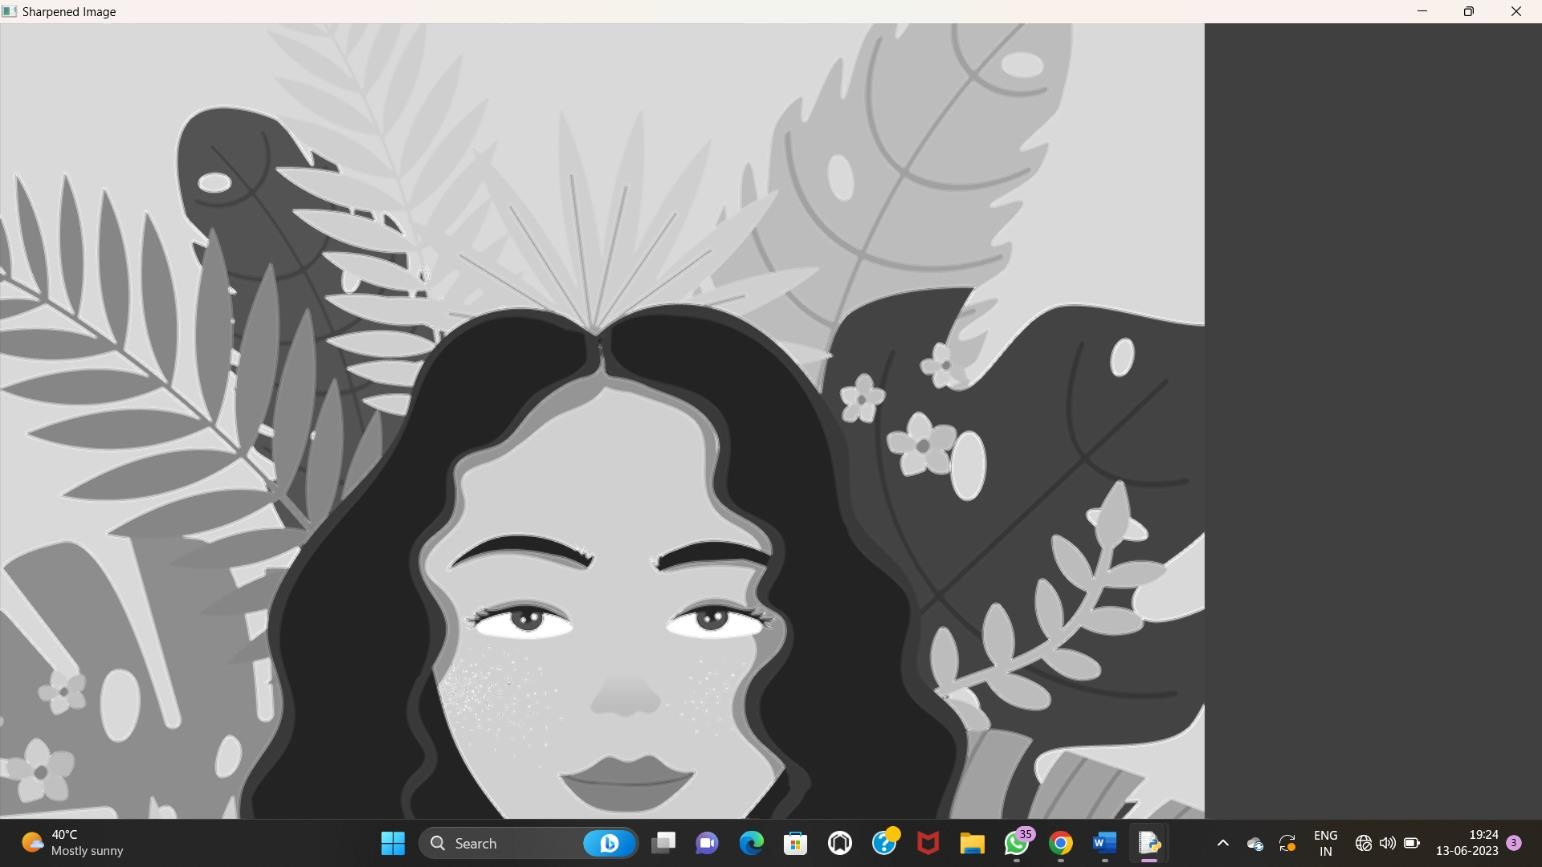 Sharpened Image
40°C
Mostly sunny
Search
35
ENG
IN
19:24
13-06-2023
3